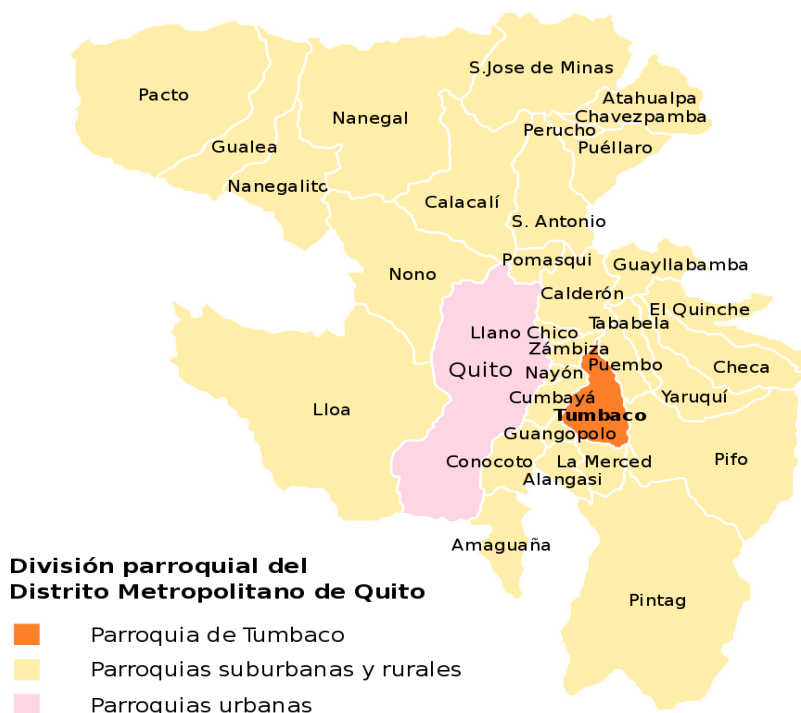 S.Jose de Minas
Pacto
Atahualpa
Nanegal
Chavezpamba
Perucho
Gualea
Puéllaro
Nanegalito
Calacalí
S. Antonio
Pomasqui
Guayllabamba
Nono
Calderón
El Quinche
Tababela
Llano Chico
Zámbiza
Puembo
Checa
Quito
Nayón
Yaruquí
Cumbayá
Lloa
Tumbaco
Guangopolo
Conocoto
La Merced
Pifo
Alangasi
Amaguaña
Pintag
División parroquial del
Distrito Metropolitano de Quito
Parroquia de Tumbaco
Parroquias suburbanas y rurales
Parroquias urbanas